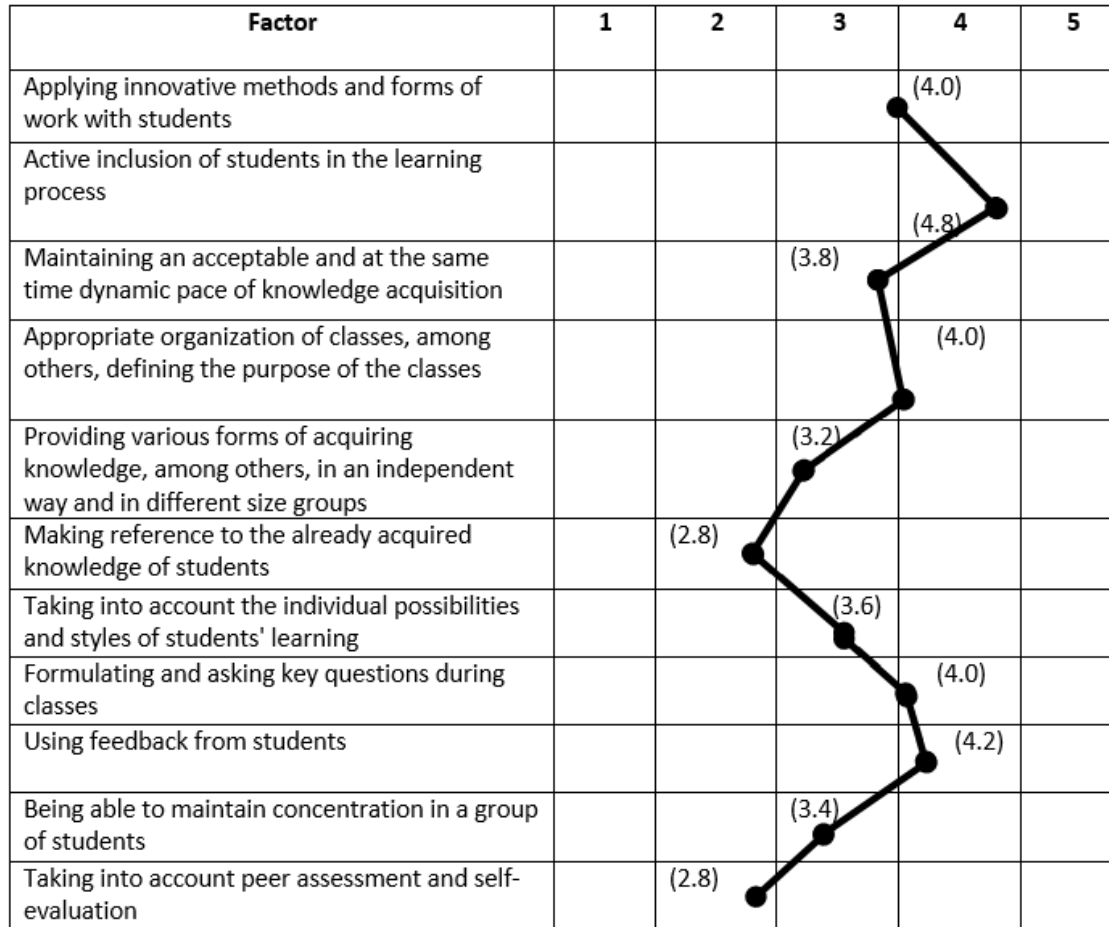 Factor 1 2 3 4 5
Applying innovative methods and forms of (4.0)
work with students
Active inclusion of students in the learning
process
(4.8)
Maintaining an acceptable and at the same (3.8)
time dynamic pace of knowledge acquisition
Appropriate organization of classes, among (4.0)
others, defining the purpose of the classes
Providing various forms of acquiring (3.2)
knowledge, among others, in an independent
way and in different size groups
Making reference to the already acquired (2.8)
knowledge of students
Taking into account the individual possibilities (3.6)
and styles of students' learning
Formulating and asking key questions during (4.0)
classes
Using feedback from students (4.2)
Being able to maintain concentration in a group (3.4)
of students
Taking into account peer assessment and self- (2.8)
evaluation